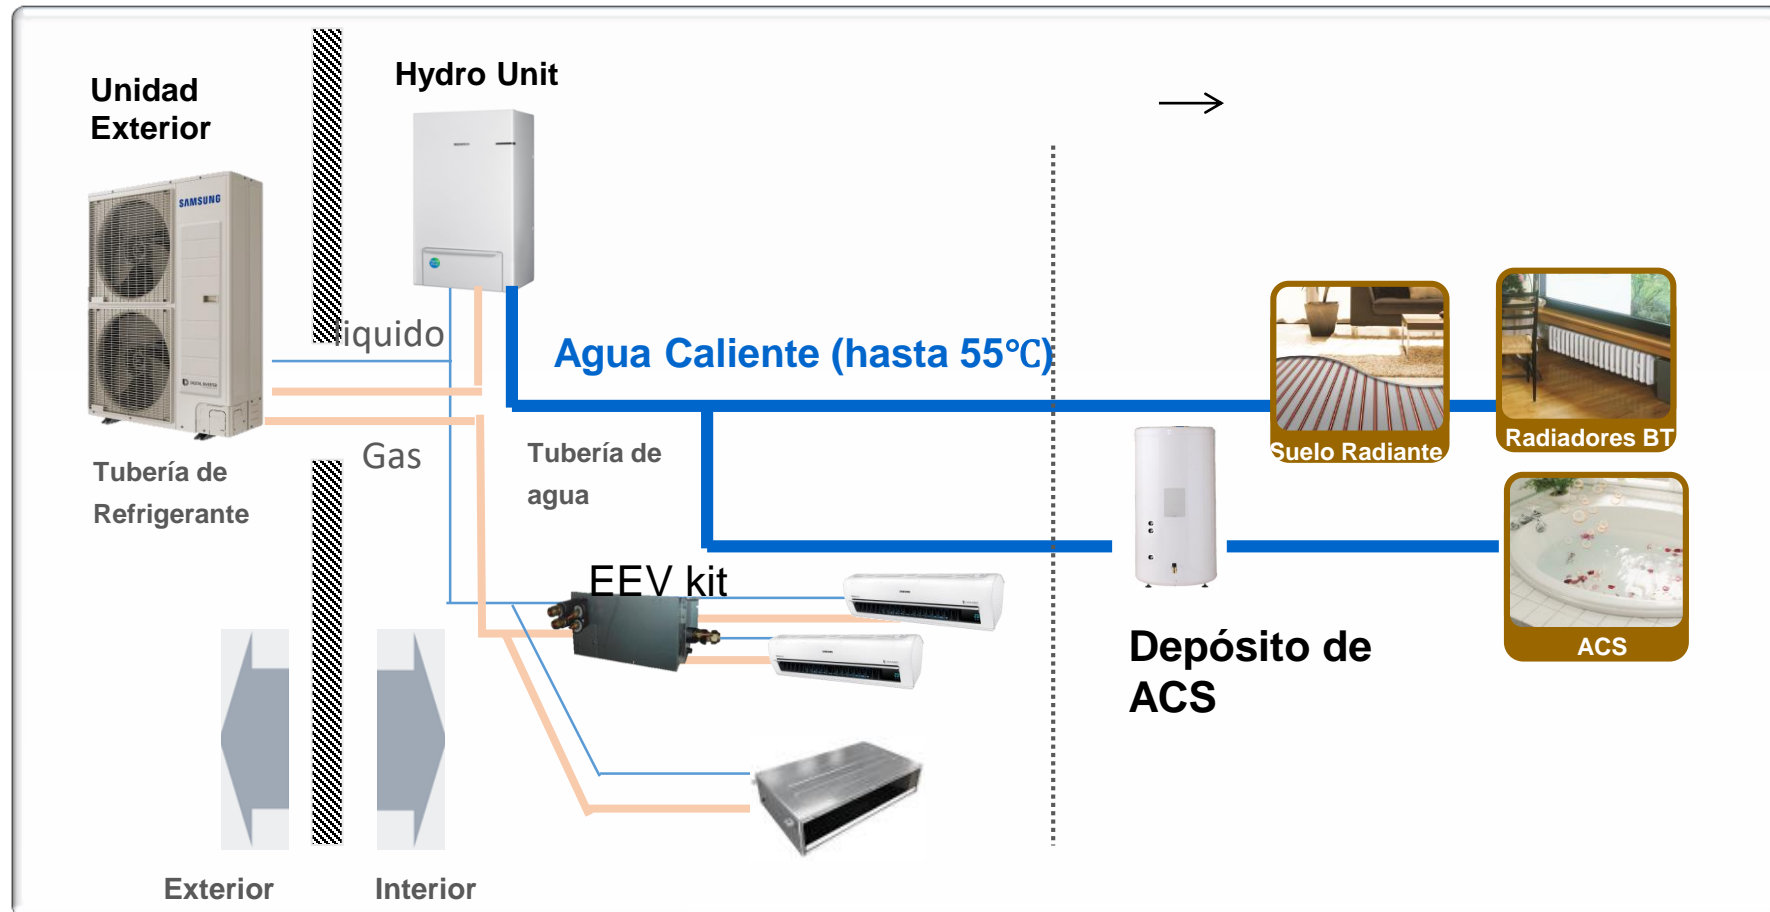 Unidad
Exterior
Hydro Unit
SAMSUNG
liquido
Agua Caliente (hasta 55℃)
Gas
Tubería de
agua
Tubería de
Refrigerante
Suelo Radiante
Radiadores BT
EEV kit
Depósito de
ACS
ACS
Exterior
Interior